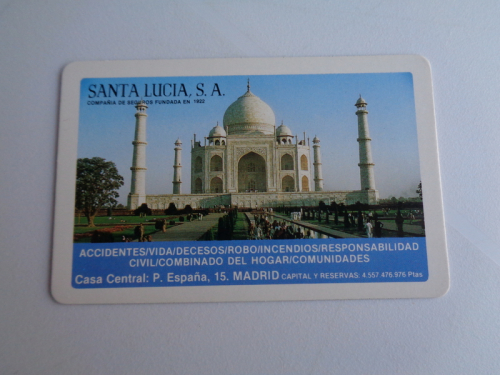 SANTA LUCIA, S. A.
COMPAÑIA DE SEGUROS FUNDADA EN 1922
ACCIDENTES/VIDA/DECESOS/ROBO/INCENDIOS/RESPONSABILIDAD
CIVIL/COMBINADO DEL HOGAR/COMUNIDADES
Casa Central: P. España, 15. MADRID CAPITAL Y RESERVAS: 4.557.476.976 Ptas